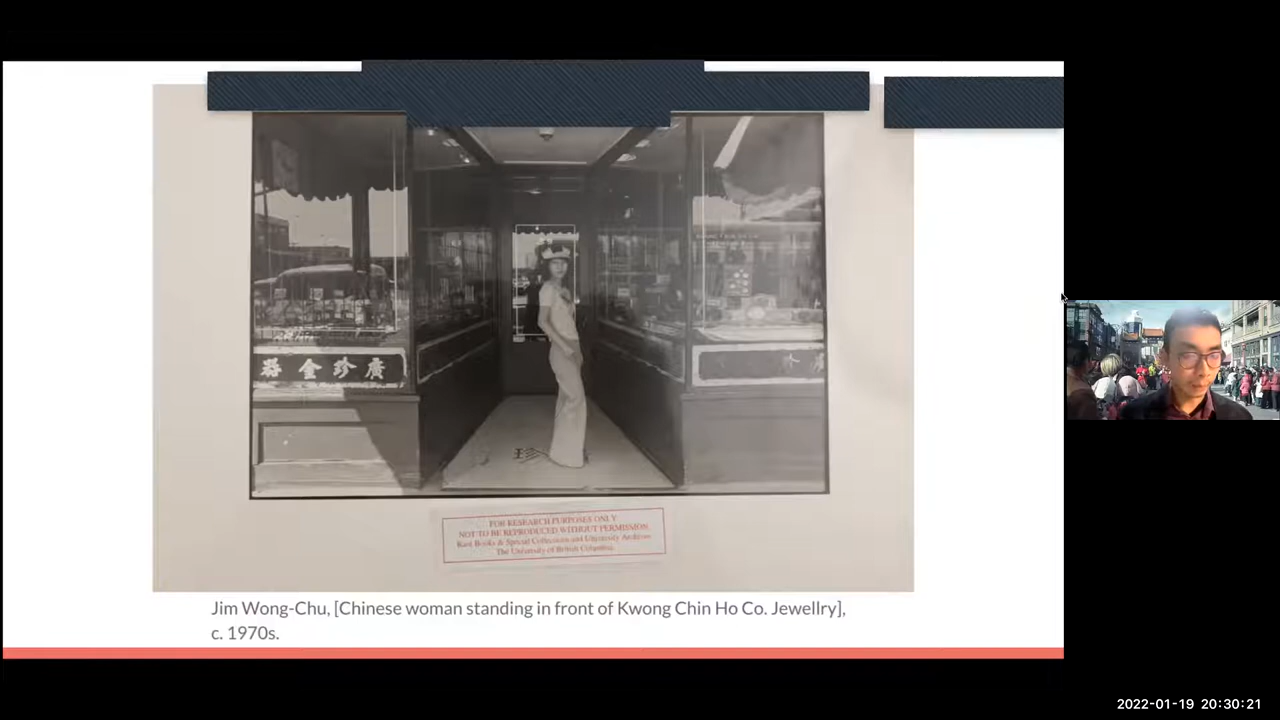 器金珍廣
FOR RESEARCH PURPOSES ONLY
NOT TO BE REPRODUCED WITHOUT PERMISSION
Rare Books & Special Collections and University Archives
The University of British Columbia
Jim Wong-Chu, [Chinese woman standing in front of Kwong Chin Ho Co. Jewellry],
c. 1970s.
2022-01-19 20:30:21